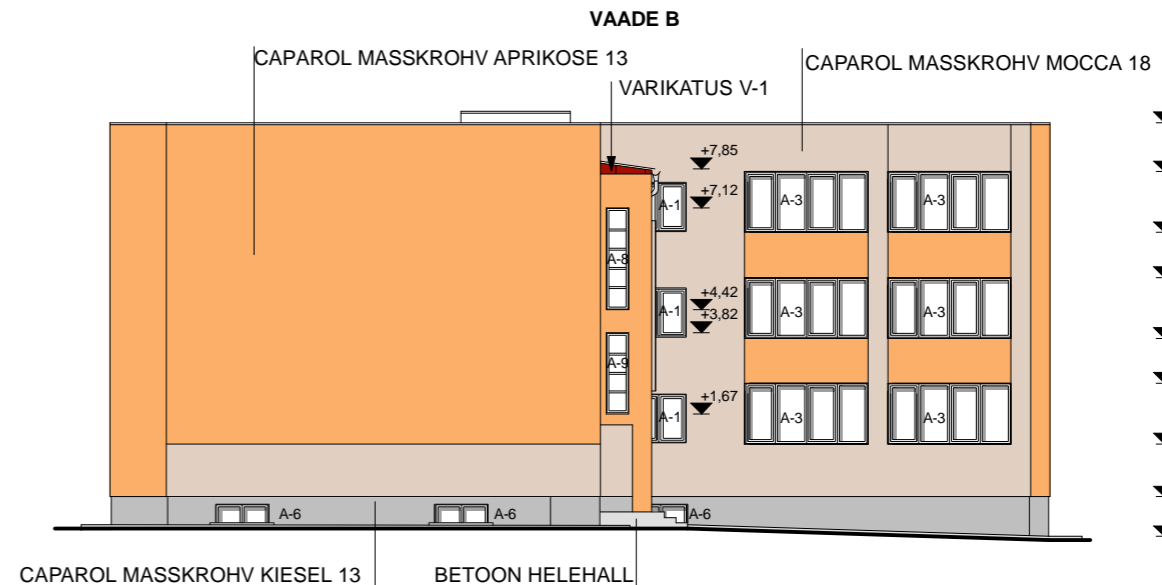 VAADE B
CAPAROL MASSKROHV APRIKOSE 13
CAPAROL MASSKROHV MOCCA 18
VARIKATUS V-1
+7,85
+7,12
A-1
A-3
A-3
A-8
+4,42
A-1
+3,82
A-3
A-3
A-9
+1,67
A-1
A-3
A-3
A-6
A-6
A-6
CAPAROL MASSKROHV KIESEL 13
BETOON HELEHALL